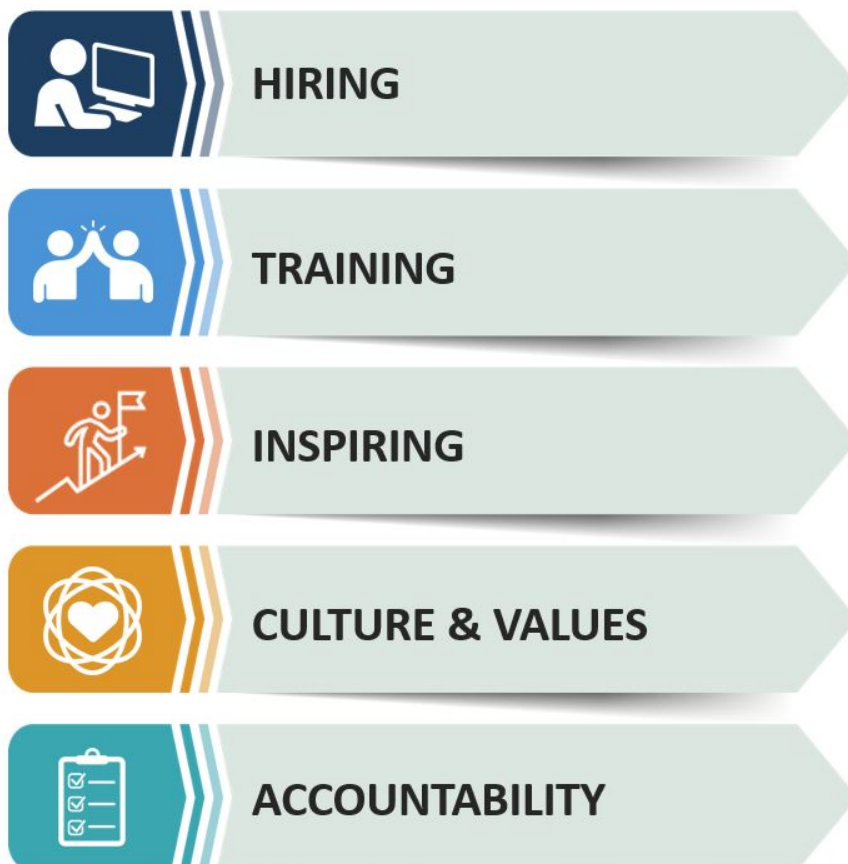 HIRING
TRAINING
INSPIRING
CULTURE & VALUES
ACCOUNTABILITY